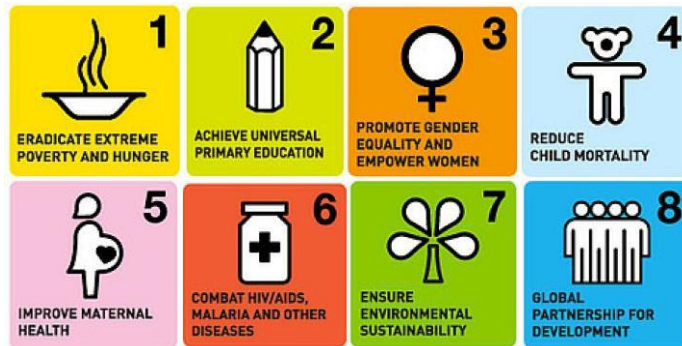 1
ERADICATE EXTREME
POVERTY AND HUNGER
2
ACHIEVE UNIVERSAL
PRIMARY EDUCATION
3
PROMOTE GENDER
EQUALITY AND
EMPOWER WOMEN
4
REDUCE
CHILD MORTALITY
5
IMPROVE MATERNAL
HEALTH
6
COMBAT HIV/AIDS,
MALARIA AND OTHER
DISEASES
7
ENSURE
ENVIRONMENTAL
SUSTAINABILITY
8
GLOBAL
PARTNERSHIP FOR
DEVELOPMENT